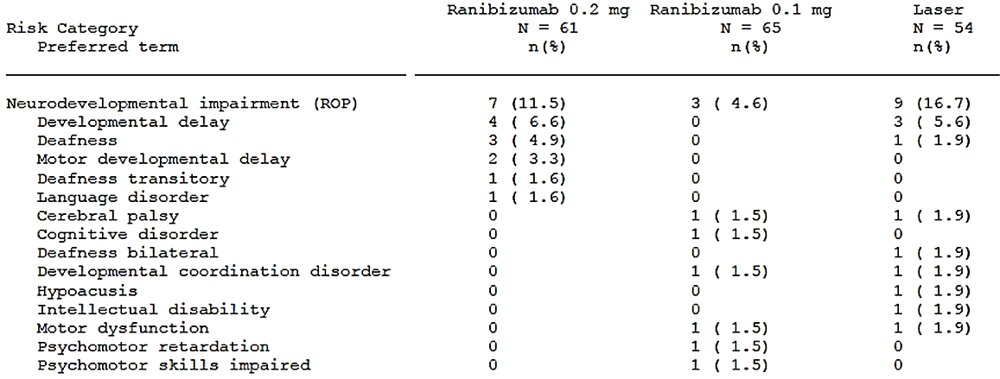 Ranibizumab 0.2 mg Ranibizumab 0.1 mg Laser
Risk Category N = 61 N = 65 N = 54
Preferred term n(%) n(%) n(%)
Neurodevelopmental impairment (ROP) 7 (11.5) 3 ( 4.6) 9 (16.7)
Developmental delay 4 ( 6.6) 0 3 ( 5.6)
Deafness 3 ( 4.9) 0 1 ( 1.9)
Motor developmental delay 2 ( 3.3) 0 0
Deafness transitory 1 ( 1.6) 0 0
Language disorder 1 ( 1.6) 0 0
Cerebral palsy 0 1 ( 1.5) 1 ( 1.9)
Cognitive disorder 0 1 ( 1.5) 0
Deafness bilateral 0 0 1 ( 1.9)
Developmental coordination disorder 0 1 ( 1.5) 1 ( 1.9)
Hypoacusis 0 0 1 ( 1.9)
Intellectual disability 0 0 1 ( 1.9)
Motor dysfunction 0 1 ( 1.5) 1 ( 1.9)
Psychomotor retardation 0 1 ( 1.5) 0
Psychomotor skills impaired 0 1 ( 1.5) 0